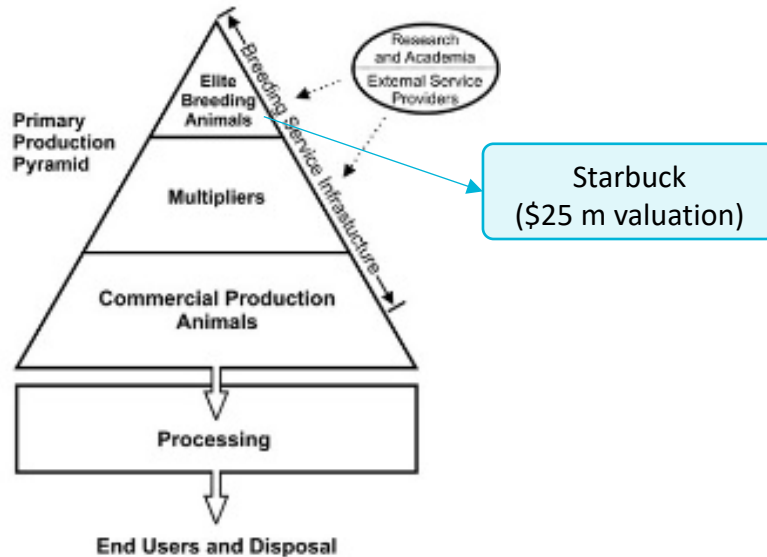 Research
and Academia
External Service
Providers
Elite
Breeding
Animals
Breeding Service Infrastucture
Primary
Production
Pyramid
Starbuck
($25 m valuation)
Multipliers
Commercial Production
Animals
Processing
End Users and Disposal